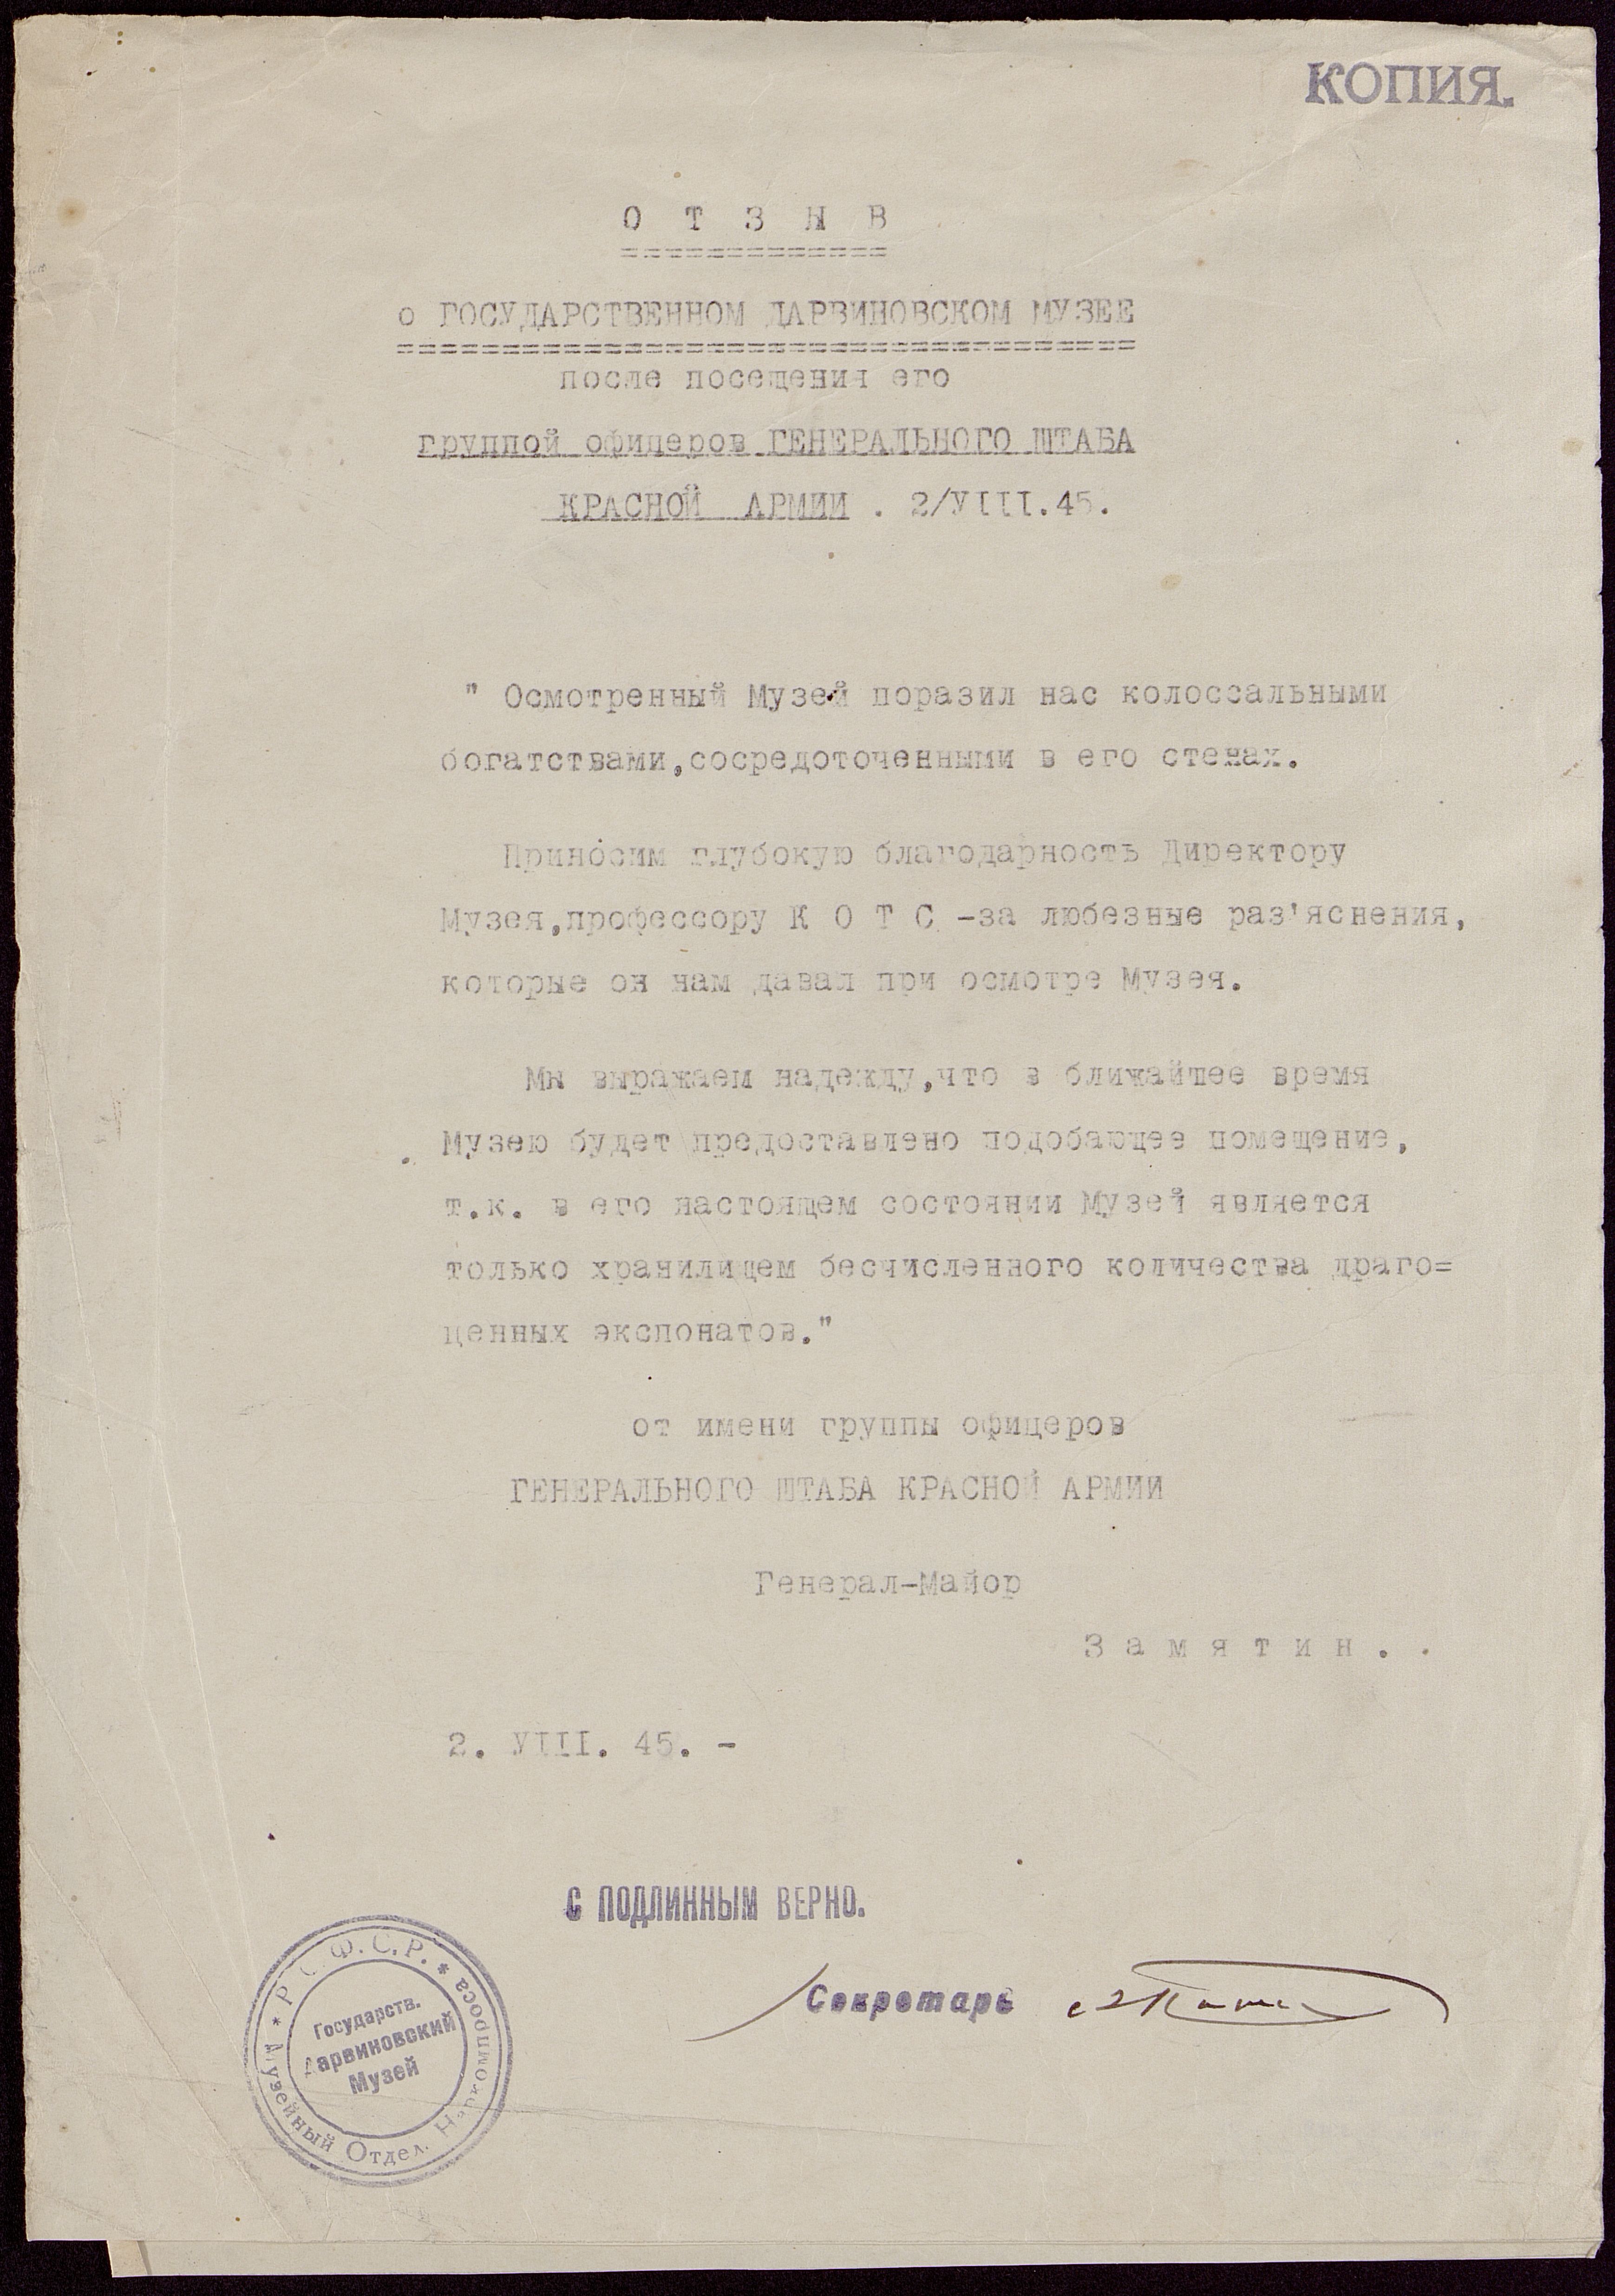 КОПИЯ.
О Т З Ы В
о ГОСУДАРСТВЕННОМ ДАРВИНОВСКОМ МУЗЕЕ
после посещения его
группой офицеров ГЕНЕРАЛЬНОГО ШТАБА
КРАСНОЙ АРМИИ . 2/УIII.45.
" Осмотренный Музей поразил нас колоссальными
богатствами,сосредоточенными в его стенах.
Приносим глубокую благодарность Директору
Музея,профессору К О Т С -за любезные раз'яснения,
которые он нам давал при осмотре Музея.
Мы выражаем надежду,что в ближайшее время
Музею будет предоставлено подобающее помещение,
т.к. в его настоящем состоянии Музей является
только хранилищем бесчисленного количества драго=
ценных экспонатов."
от имени группы офицеров
ГЕНЕРАЛЬНОГО ШТАБА КРАСНОЙ АРМИИ
Генерал-Майор
З а м я т и н .
2. УIII. 45. -
С ПОДЛИННЫМ ВЕРНО.
Секретарь
* Р.С.Ф.С.Р. *
Музейный Отдел. Наркомпроса
Государств.
Дарвиновский
Музей